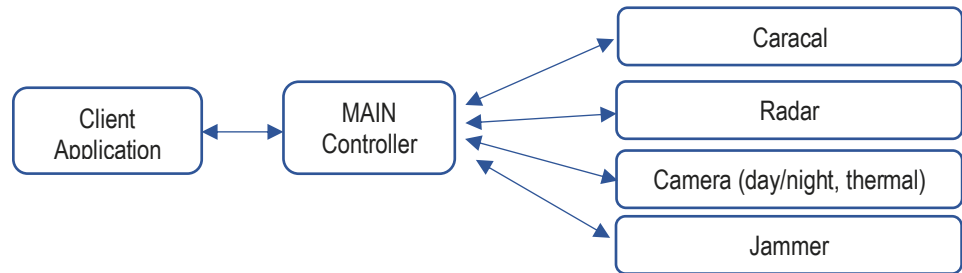 Client
Application
MAIN
Controller
Caracal
Radar
Camera (day/night, thermal)
Jammer